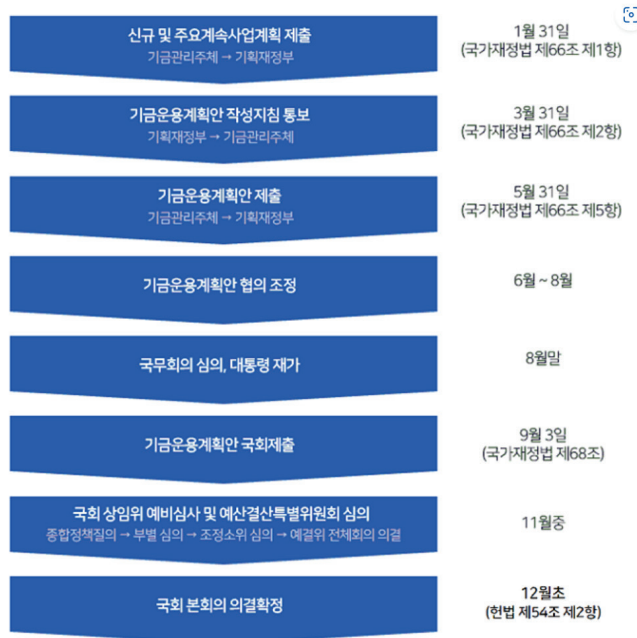 신규 및 주요계속사업계획 제출
기금관리주체 → 기획재정부
1월 31일
(국가재정법 제66조 제1항)
기금운용계획안 작성지침 통보
기획재정부 → 기금관리주체
3월 31일
(국가재정법 제66조 제2항)
기금운용계획안 제출
기금관리주체 → 기획재정부
5월 31일
(국가재정법 제66조 제5항)
기금운용계획안 협의 조정
6월 ~ 8월
국무회의 심의, 대통령 재가
8월말
기금운용계획안 국회제출
9월 3일
(국가재정법 제68조)
국회 상임위 예비심사 및 예산결산특별위원회 심의
종합정책질의 → 부별 심의 → 조정소위 심의 → 예결위 전체회의 의결
11월중
국회 본회의 의결확정
12월초
(헌법 제54조 제2항)